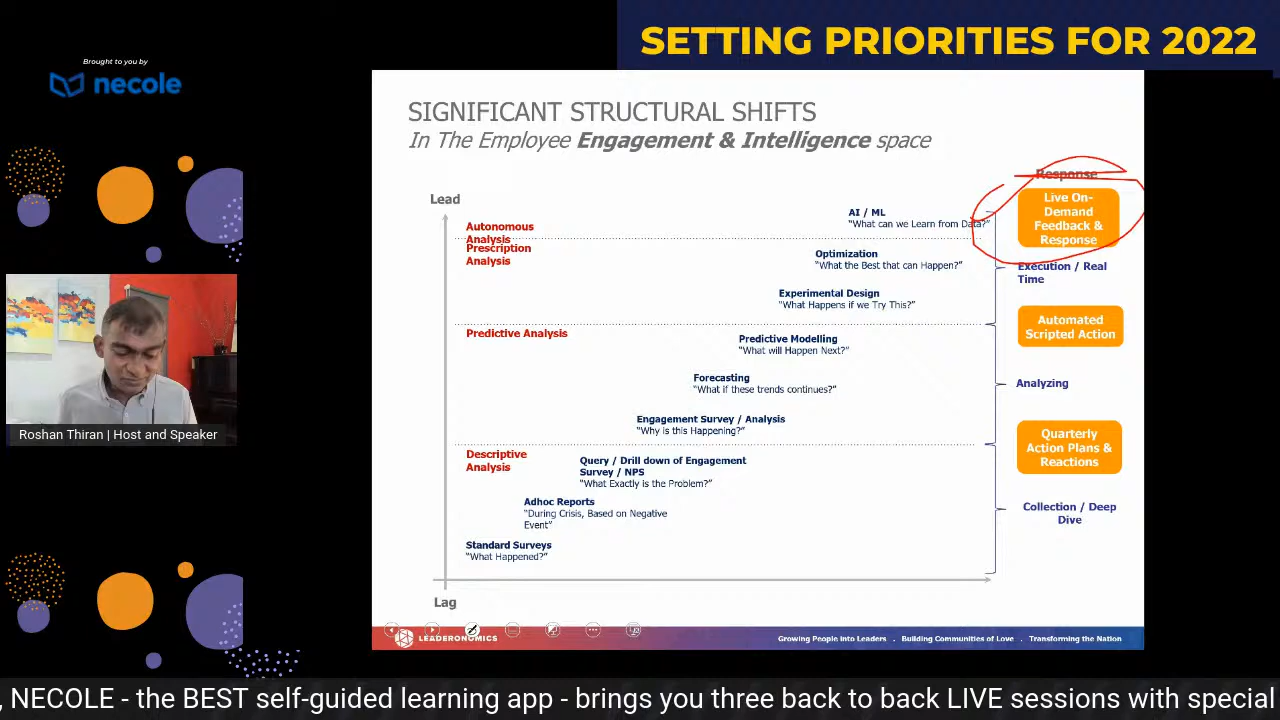 SETTING PRIORITIES FOR 2022
Brought to you by
necole
SIGNIFICANT STRUCTURAL SHIFTS
In The Employee Engagement & Intelligence space
Response
Lead
Live On-
Demand
Feedback &
Response
AI / ML
"What can we Learn from Data?"
Autonomous
Analysis
Prescription
Analysis
Optimization
"What the Best that can Happen?"
Execution / Real
Time
Experimental Design
"What Happens if we Try This?"
Automated
Scripted Action
Predictive Analysis
Predictive Modelling
"What will Happen Next?"
Forecasting
"What if these trends continues?"
Analyzing
Engagement Survey / Analysis
"Why is this Happening?"
Quarterly
Action Plans &
Reactions
Descriptive
Analysis
Query / Drill down of Engagement
Survey / NPS
"What Exactly is the Problem?"
Adhoc Reports
"During Crisis, Based on Negative
Event"
Collection / Deep
Dive
Standard Surveys
"What Happened?"
Lag
Roshan Thiran | Host and Speaker
LEADERONOMICS
Growing People into Leaders . Building Communities of Love . Transforming the Nation
, NECOLE - the BEST self-guided learning app - brings you three back to back LIVE sessions with special